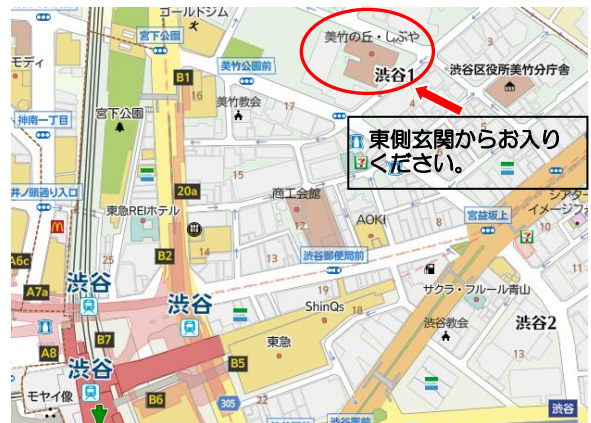 ゴールドジム
宮下公園
美竹の丘・しぶや
3
モディ
美竹公園前
渋谷1
渋谷区役所美竹分庁舎
B1
16
美竹教会
17
4
宮下公園
神南一丁目
東側玄関からお入り
ください。
15
20a
井ノ頭通り入口
商工会館
シアター
イメージフォ
東急REIホテル
12
AOKI
8
宮益坂上
10
A6c
25
B2
14
13
渋谷郵便局前
11
A7a
渋谷
渋谷
19
サクラ・フルール青山
ShinQs
18
渋谷教会
渋谷2
A8
B7
東急
13
渋谷
B5
モヤイ像
B6
305
22
渋谷